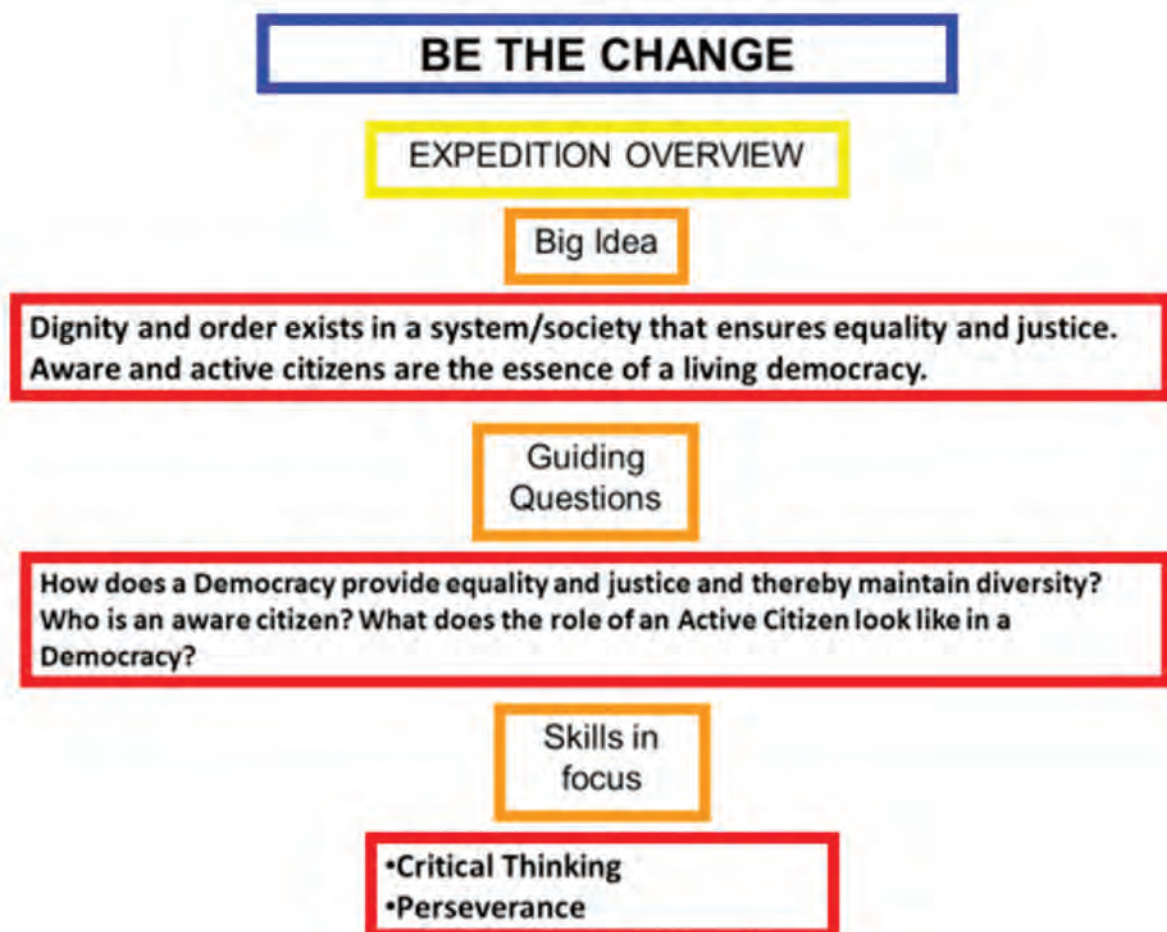 BE THE CHANGE
EXPEDITION OVERVIEW
Big Idea
Dignity and order exists in a system/society that ensures equality and justice.
Aware and active citizens are the essence of a living democracy.
Guiding
Questions
How does a Democracy provide equality and justice and thereby maintain diversity?
Who is an aware citizen? What does the role of an Active Citizen look like in a
Democracy?
Skills in
focus
•Critical Thinking
•Perseverance